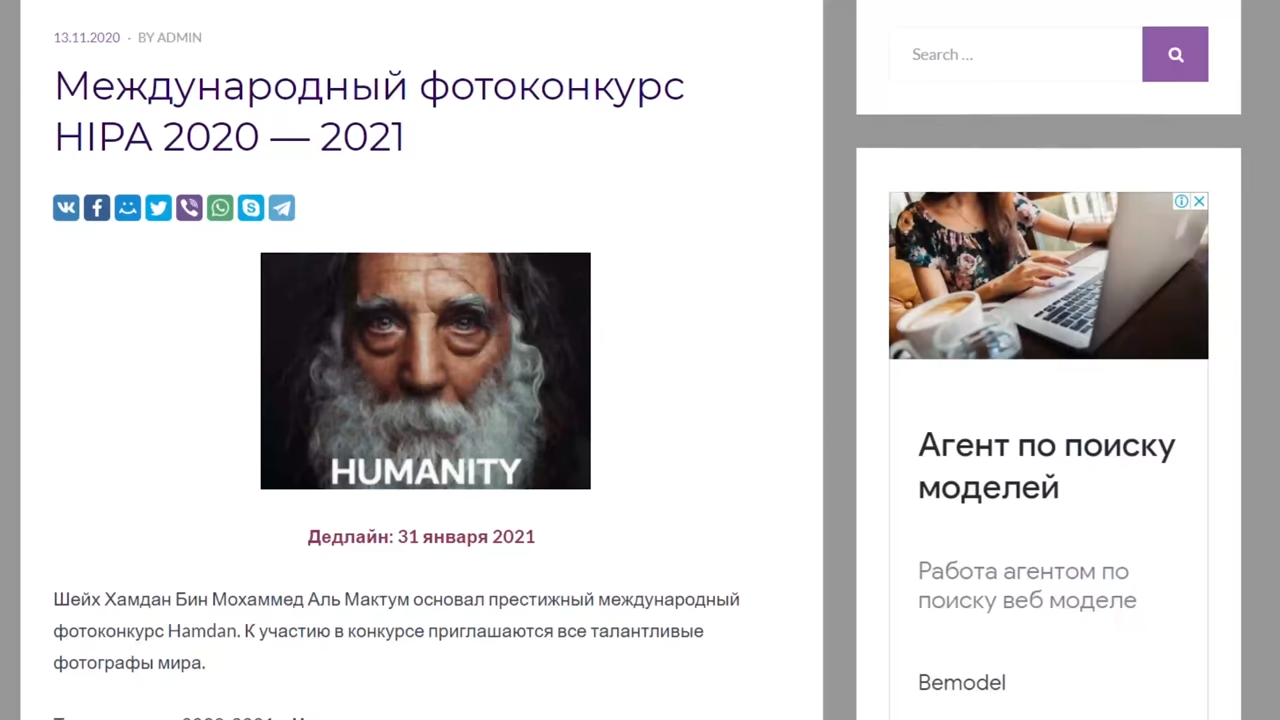 13.11.2020 · BY ADMIN
Международный фотоконкурс
HIPA 2020 — 2021
HUMANITY
Дедлайн: 31 января 2021
Шейх Хамдан Бин Мохаммед Аль Мактум основал престижный международный
фотоконкурс Hamdan. К участию в конкурсе приглашаются все талантливые
фотографы мира.
Search ...
Агент по поиску
моделей
Работа агентом по
поиску веб моделе
Bemodel